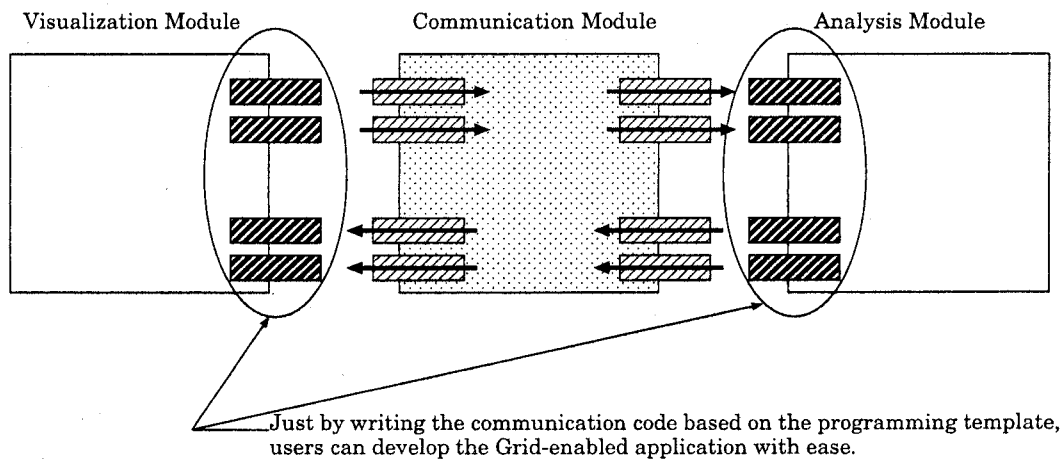 Visualization Module
Communication Module
Analysis Module
Just by writing the communication code based on the programming template,
users can develop the Grid-enabled application with ease.